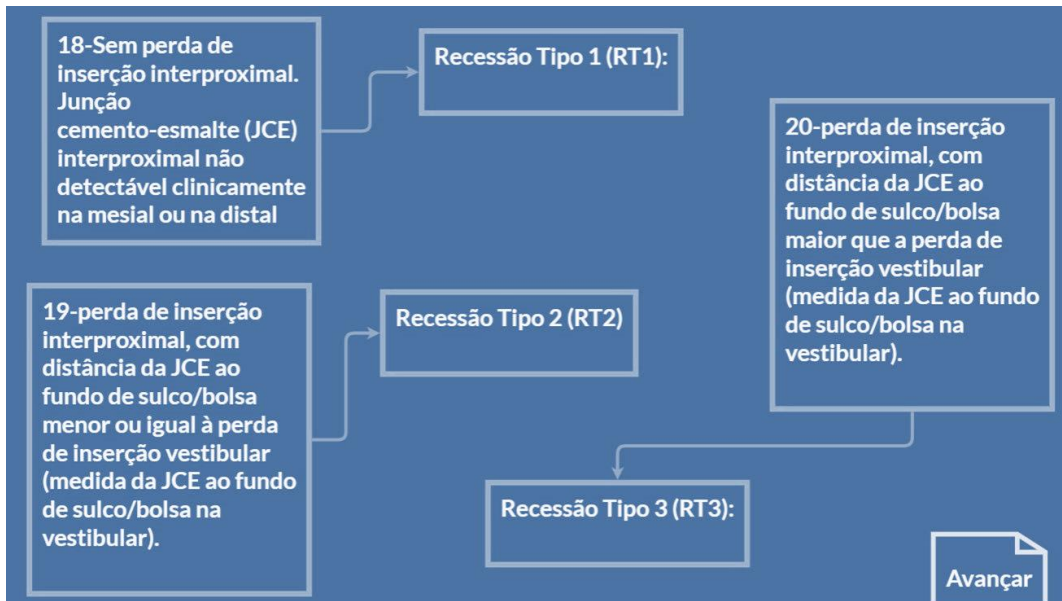 18-Sem perda de
inserção interproximal.
Junção
cemento-esmalte (JCE)
interproximal não
detectável clinicamente
na mesial ou na distal
Recessão Tipo 1 (RT1):
20-perda de inserção
interproximal, com
distância da JCE ao
fundo de sulco/bolsa
maior que a perda de
inserção vestibular
(medida da JCE ao fundo
de sulco/bolsa na
vestibular).
19-perda de inserção
interproximal, com
distância da JCE ao
fundo de sulco/bolsa
menor ou igual à perda
de inserção vestibular
(medida da JCE ao fundo
de sulco/bolsa na
vestibular).
Recessão Tipo 2 (RT2)
Recessão Tipo 3 (RT3):
Avançar